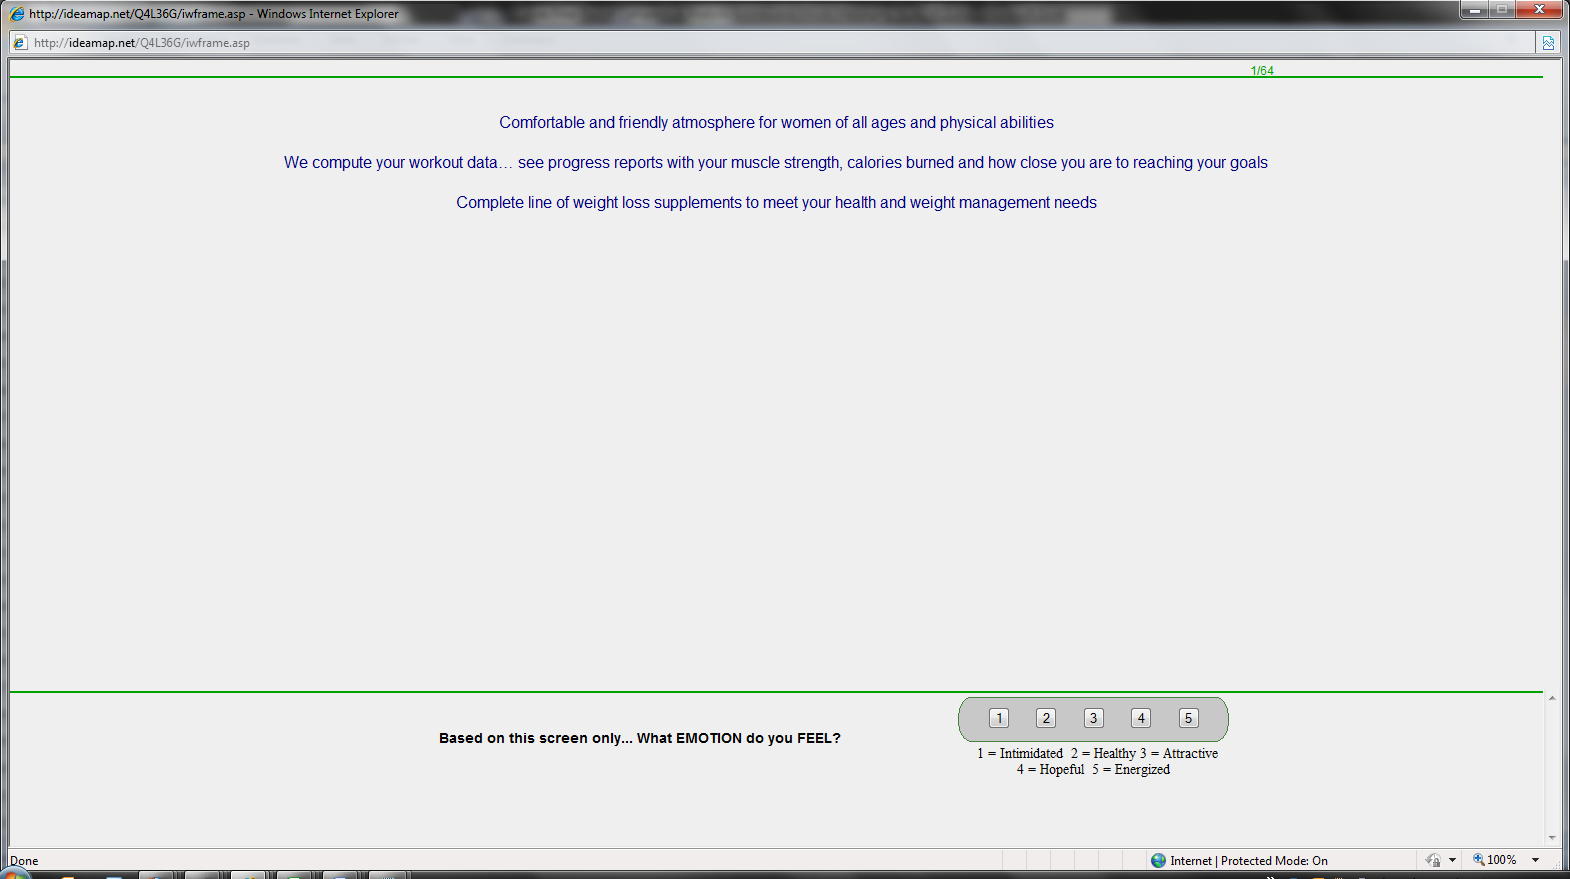 http://ideamap.net/Q4L36G/iwframe.asp - Windows Internet Explorer
http://ideamap.net/Q4L36G/iwframe.asp
1/64
Comfortable and friendly atmosphere for women of all ages and physical abilities
We compute your workout data… see progress reports with your muscle strength, calories burned and how close you are to reaching your goals
Complete line of weight loss supplements to meet your health and weight management needs
1 2 3 4 5
Based on this screen only... What EMOTION do you FEEL?
1 = Intimidated 2 = Healthy 3 = Attractive
4 = Hopeful 5 = Energized
Done
Internet | Protected Mode: On
100%